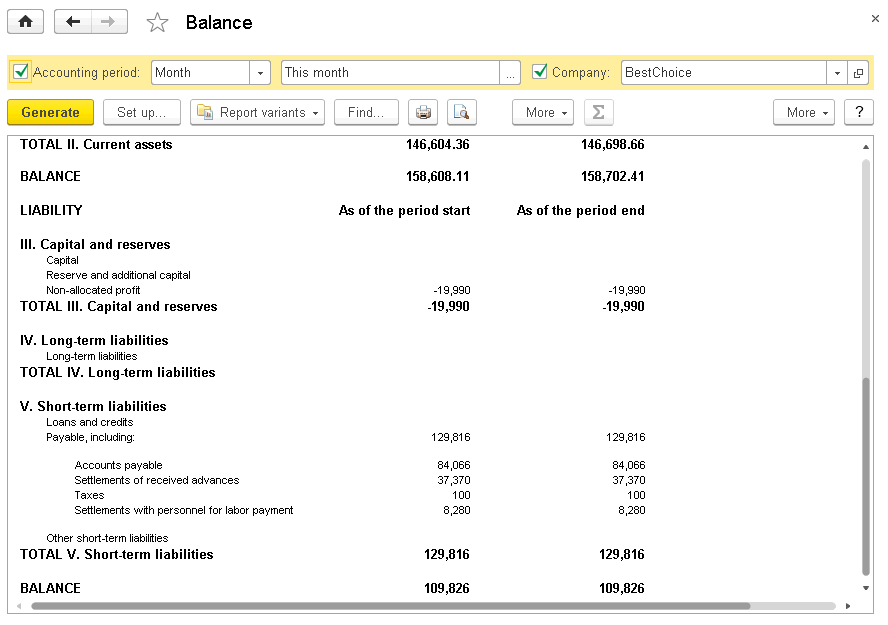 Balance
Accounting period: Month This month ... Company: BestChoice
Generate Set up... Report variants Find... More Σ More ?
TOTAL II. Current assets 146,604.36 146,698.66
BALANCE 158,608.11 158,702.41
LIABILITY As of the period start As of the period end
III. Capital and reserves
Capital
Reserve and additional capital
Non-allocated profit -19,990 -19,990
TOTAL III. Capital and reserves -19,990 -19,990
IV. Long-term liabilities
Long-term liabilities
TOTAL IV. Long-term liabilities
V. Short-term liabilities
Loans and credits
Payable, including: 129,816 129,816
Accounts payable 84,066 84,066
Settlements of received advances 37,370 37,370
Taxes 100 100
Settlements with personnel for labor payment 8,280 8,280
Other short-term liabilities
TOTAL V. Short-term liabilities 129,816 129,816
BALANCE 109,826 109,826